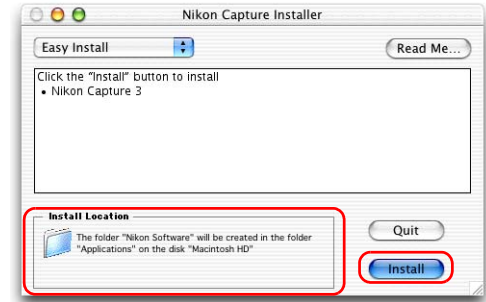 Nikon Capture Installer
Easy Install
Read Me...
Click the "Install" button to install
• Nikon Capture 3
Install Location
The folder "Nikon Software" will be created in the folder
"Applications" on the disk "Macintosh HD"
Quit
Install